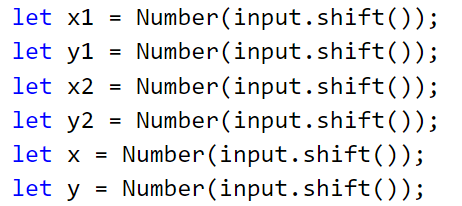 let x1 = Number(input.shift());
let y1 = Number(input.shift());
let x2 = Number(input.shift());
let y2 = Number(input.shift());
let x = Number(input.shift());
let y = Number(input.shift());